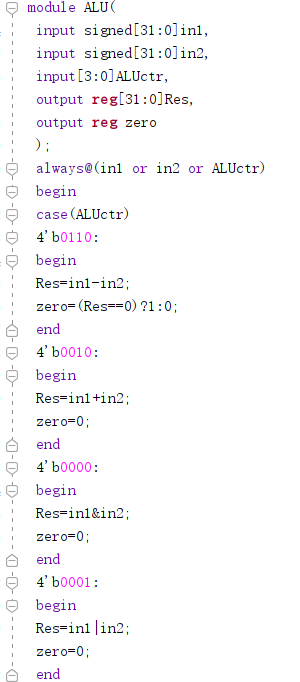 module ALU(
input signed[31:0]in1,
input signed[31:0]in2,
input[3:0]ALUctr,
output reg[31:0]Res,
output reg zero
);
always@(in1 or in2 or ALUctr)
begin
case(ALUctr)
4'b0110:
begin
Res=in1-in2;
zero=(Res==0)?1:0;
end
4'b0010:
begin
Res=in1+in2;
zero=0;
end
4'b0000:
begin
Res=in1&in2;
zero=0;
end
4'b0001:
begin
Res=in1|in2;
zero=0;
end